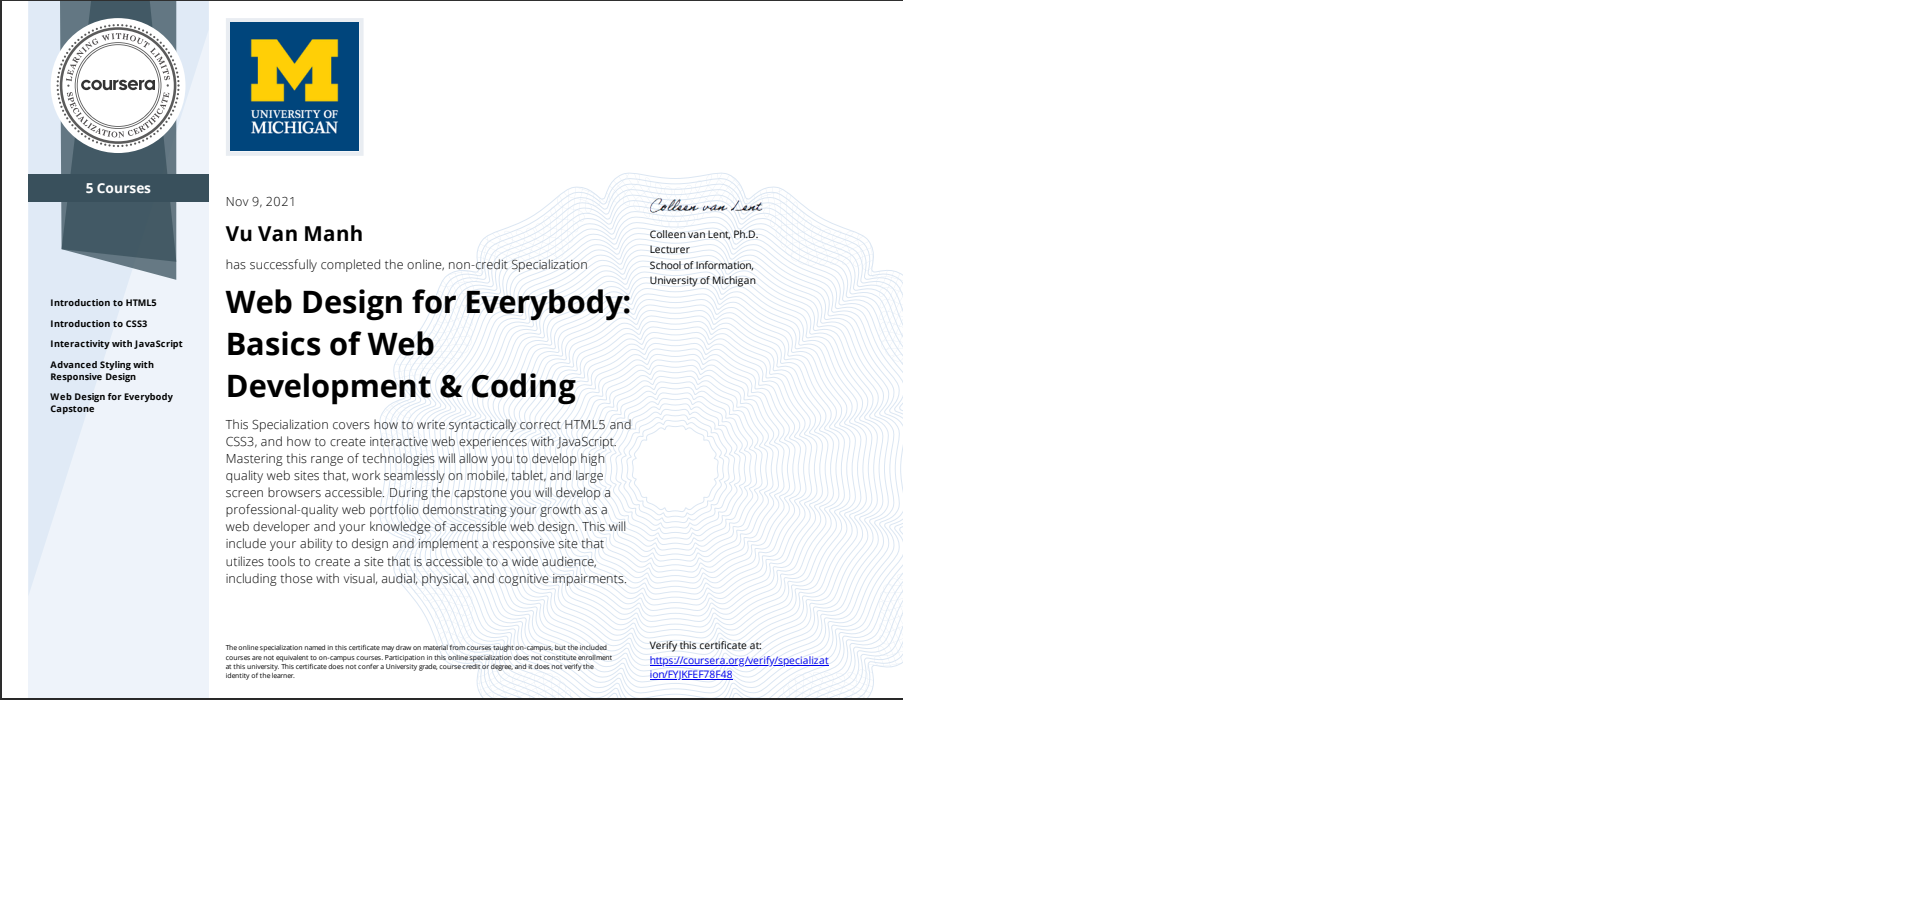 LEARNING WITHOUT LIMITS
coursera
SPECIALIZATION CERTIFICATE
5 Courses
Introduction to HTML5
Introduction to CSS3
Interactivity with JavaScript
Advanced Styling with
Responsive Design
Web Design for Everybody
Capstone
M
UNIVERSITY OF
MICHIGAN
Nov 9, 2021
Vu Van Manh
has successfully completed the online, non-credit Specialization
Web Design for Everybody:
Basics of Web
Development & Coding
This Specialization covers how to write syntactically correct HTML5 and
CSS3, and how to create interactive web experiences with JavaScript.
Mastering this range of technologies will allow you to develop high
quality web sites that, work seamlessly on mobile, tablet, and large
screen browsers accessible. During the capstone you will develop a
professional-quality web portfolio demonstrating your growth as a
web developer and your knowledge of accessible web design. This will
include your ability to design and implement a responsive site that
utilizes tools to create a site that is accessible to a wide audience,
including those with visual, audial, physical, and cognitive impairments.
The online specialization named in this certificate may draw on material from courses taught on-campus, but the included
courses are not equivalent to on-campus courses. Participation in this online specialization does not constitute enrollment
at this university. This certificate does not confer a University grade, course credit or degree, and it does not verify the
identity of the learner.
Colleen van Lent
Colleen van Lent, Ph.D.
Lecturer
School of Information,
University of Michigan
Verify this certificate at:
https://coursera.org/verify/specializat
ion/FYJKFEF78F48